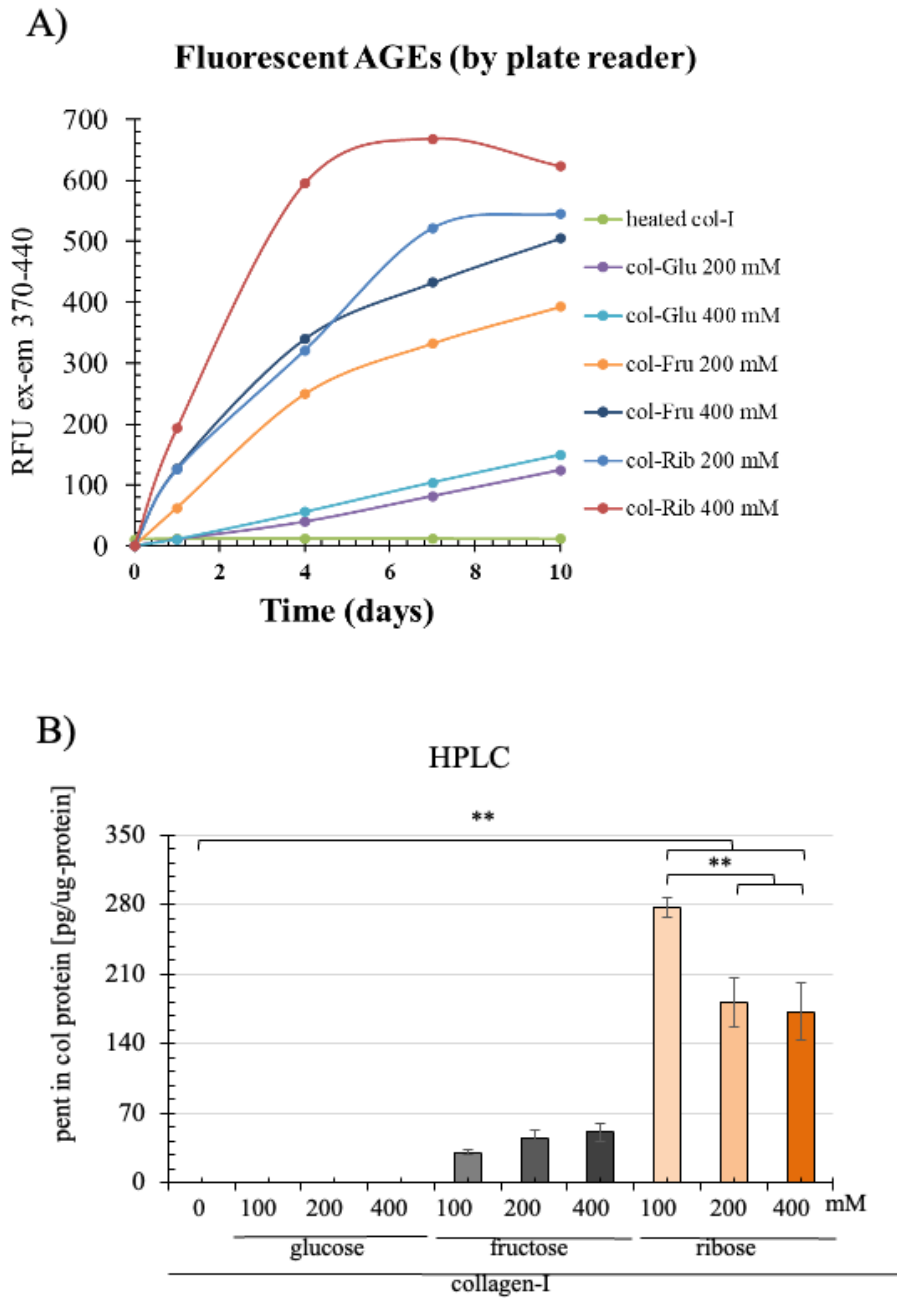 A)
Fluorescent AGEs (by plate reader)
700
600
500
400
300
200
100
0
RFU ex-em 370-440
0 2 4 6 8 10
Time (days)
heated col-I
col-Glu 200 mM
col-Glu 400 mM
col-Fru 200 mM
col-Fru 400 mM
col-Rib 200 mM
col-Rib 400 mM
B)
HPLC
pent in col protein [pg/ug-protein]
350
280
210
140
70
0
**
**
0 100 200 400 100 200 400 100 200 400 mM
glucose fructose ribose
collagen-I